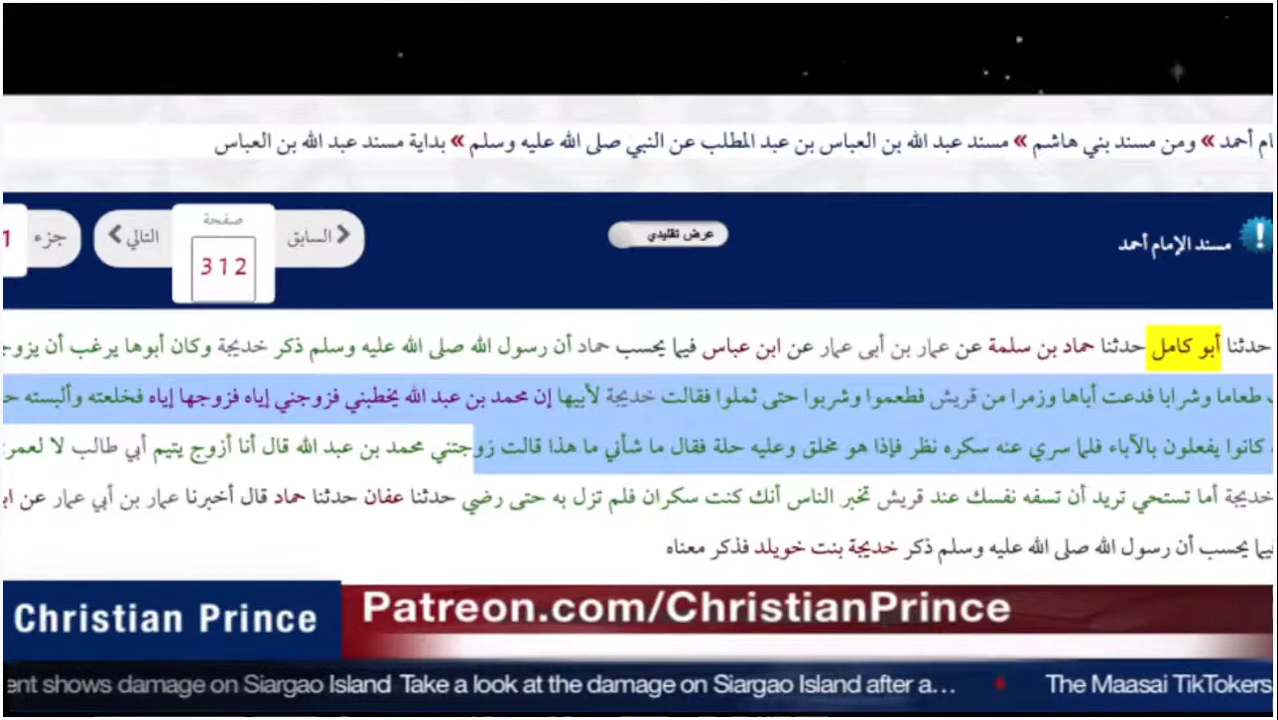 ام أحمد » ومن مسند بني هاشم » مسند عبد الله بن العباس بن عبد المطلب عن النبي صلى الله عليه وسلم » بداية مسند عبد الله بن العباس
مسند الإمام أحمد
عرض تقليدي
السابق
صفحة
312
التالي
جزء
1
حدثنا أبو كامل حدثنا حماد بن سلمة عن عمار بن أبى عمار عن ابن عباس فيما يحسب حماد أن رسول الله صلى الله عليه وسلم ذكر خديجة وكان أبوها يرغب أن يزوج
طعاما وشرابا فدعت أباها وزمرا من قريش فطعموا وشربوا حتى ثملوا فقالت خديجة لأبيها إن محمد بن عبد الله يخطبني فزوجني إياه فزوجها إياه فخلعته وألبسته ح
كانوا يفعلون بالآباء فلما سري عنه سكره نظر فإذا هو مخلق وعليه حلة فقال ما شأني ما هذا قالت زوجتني محمد بن عبد الله قال أنا أزوج يتيم أبي طالب لا لعمر
خديجة أما تستحي تريد أن تسفه نفسك عند قريش تخبر الناس أنك كنت سكران فلم تزل به حتى رضي حدثنا عفان حدثنا حماد قال أخبرنا عمار بن أبي عمار عن اب
فيما يحسب أن رسول الله صلى الله عليه وسلم ذكر خديجة بنت خويلد فذكر معناه
Christian Prince
Patreon.com/ChristianPrince
ent shows damage on Siargao Island Take a look at the damage on Siargao Island after a... The Maasai TikTokers